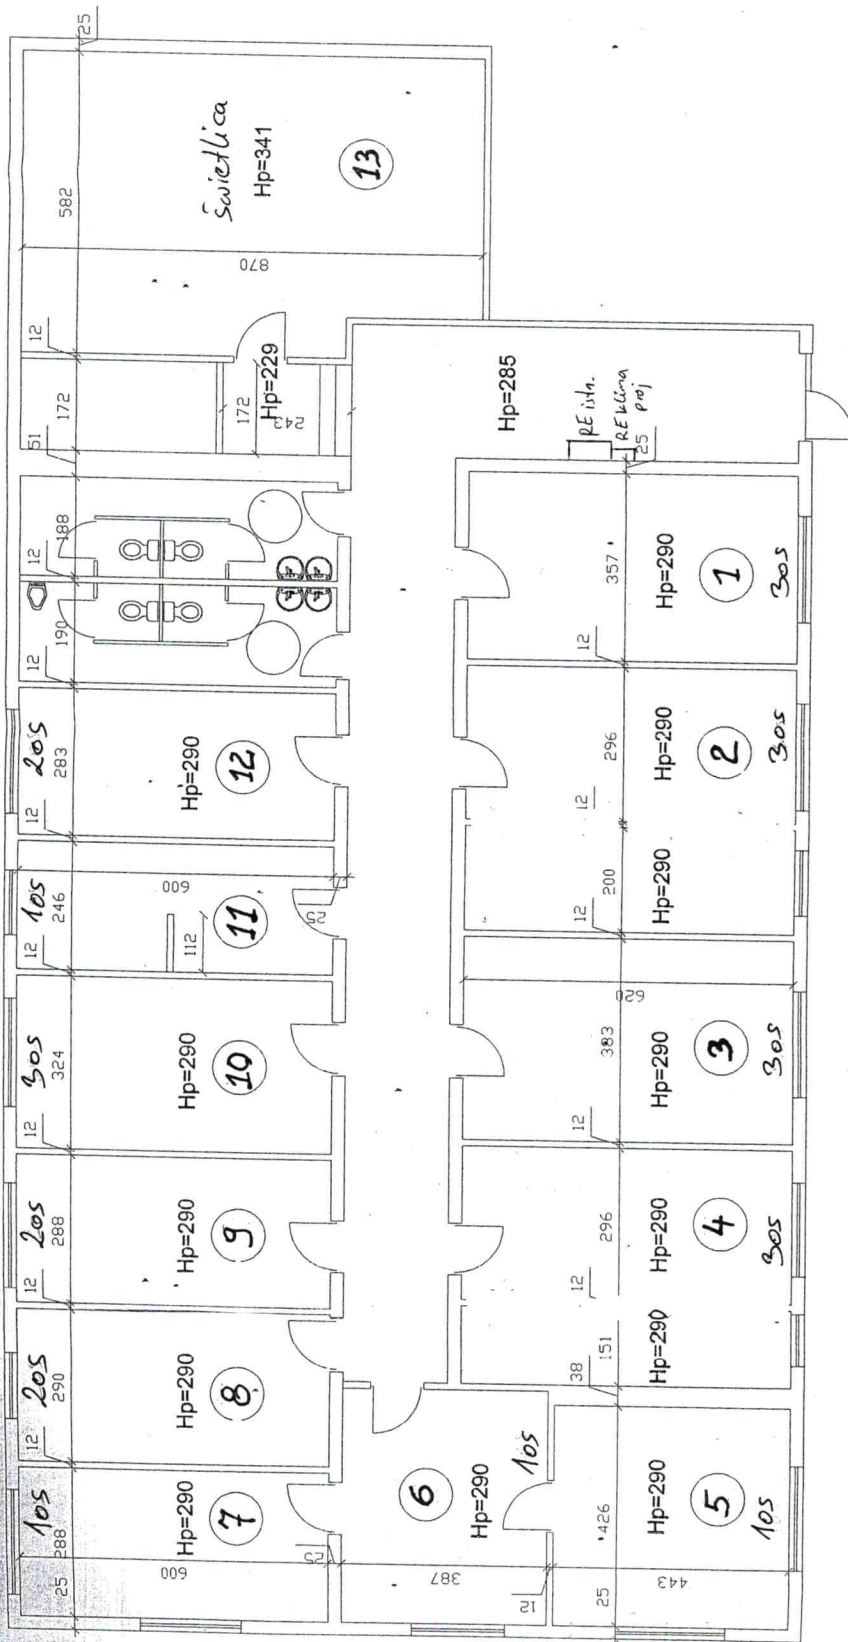 25
582
Świetlica
Hp=341
13
870
12
172
Hp=229
172
243
51
Hp=285
RE istn.
RE klima
proj
25
188
12
190
12
357
Hp=290
1
3os
12
2os
283
Hp=290
12
12
296
Hp=290
2
3os
12
200
Hp=290
12
1os
246
600
11
25
112
12
3os
324
Hp=290
10
12
620
383
Hp=290
3
3os
12
2os
288
Hp=290
9
12
296
Hp=290
4
3os
12
151
Hp=290
38
2os
290
Hp=290
8
12
1os
288
Hp=290
7
25
600
25
6
Hp=290
1os
387
12
426
Hp=290
5
1os
25
443